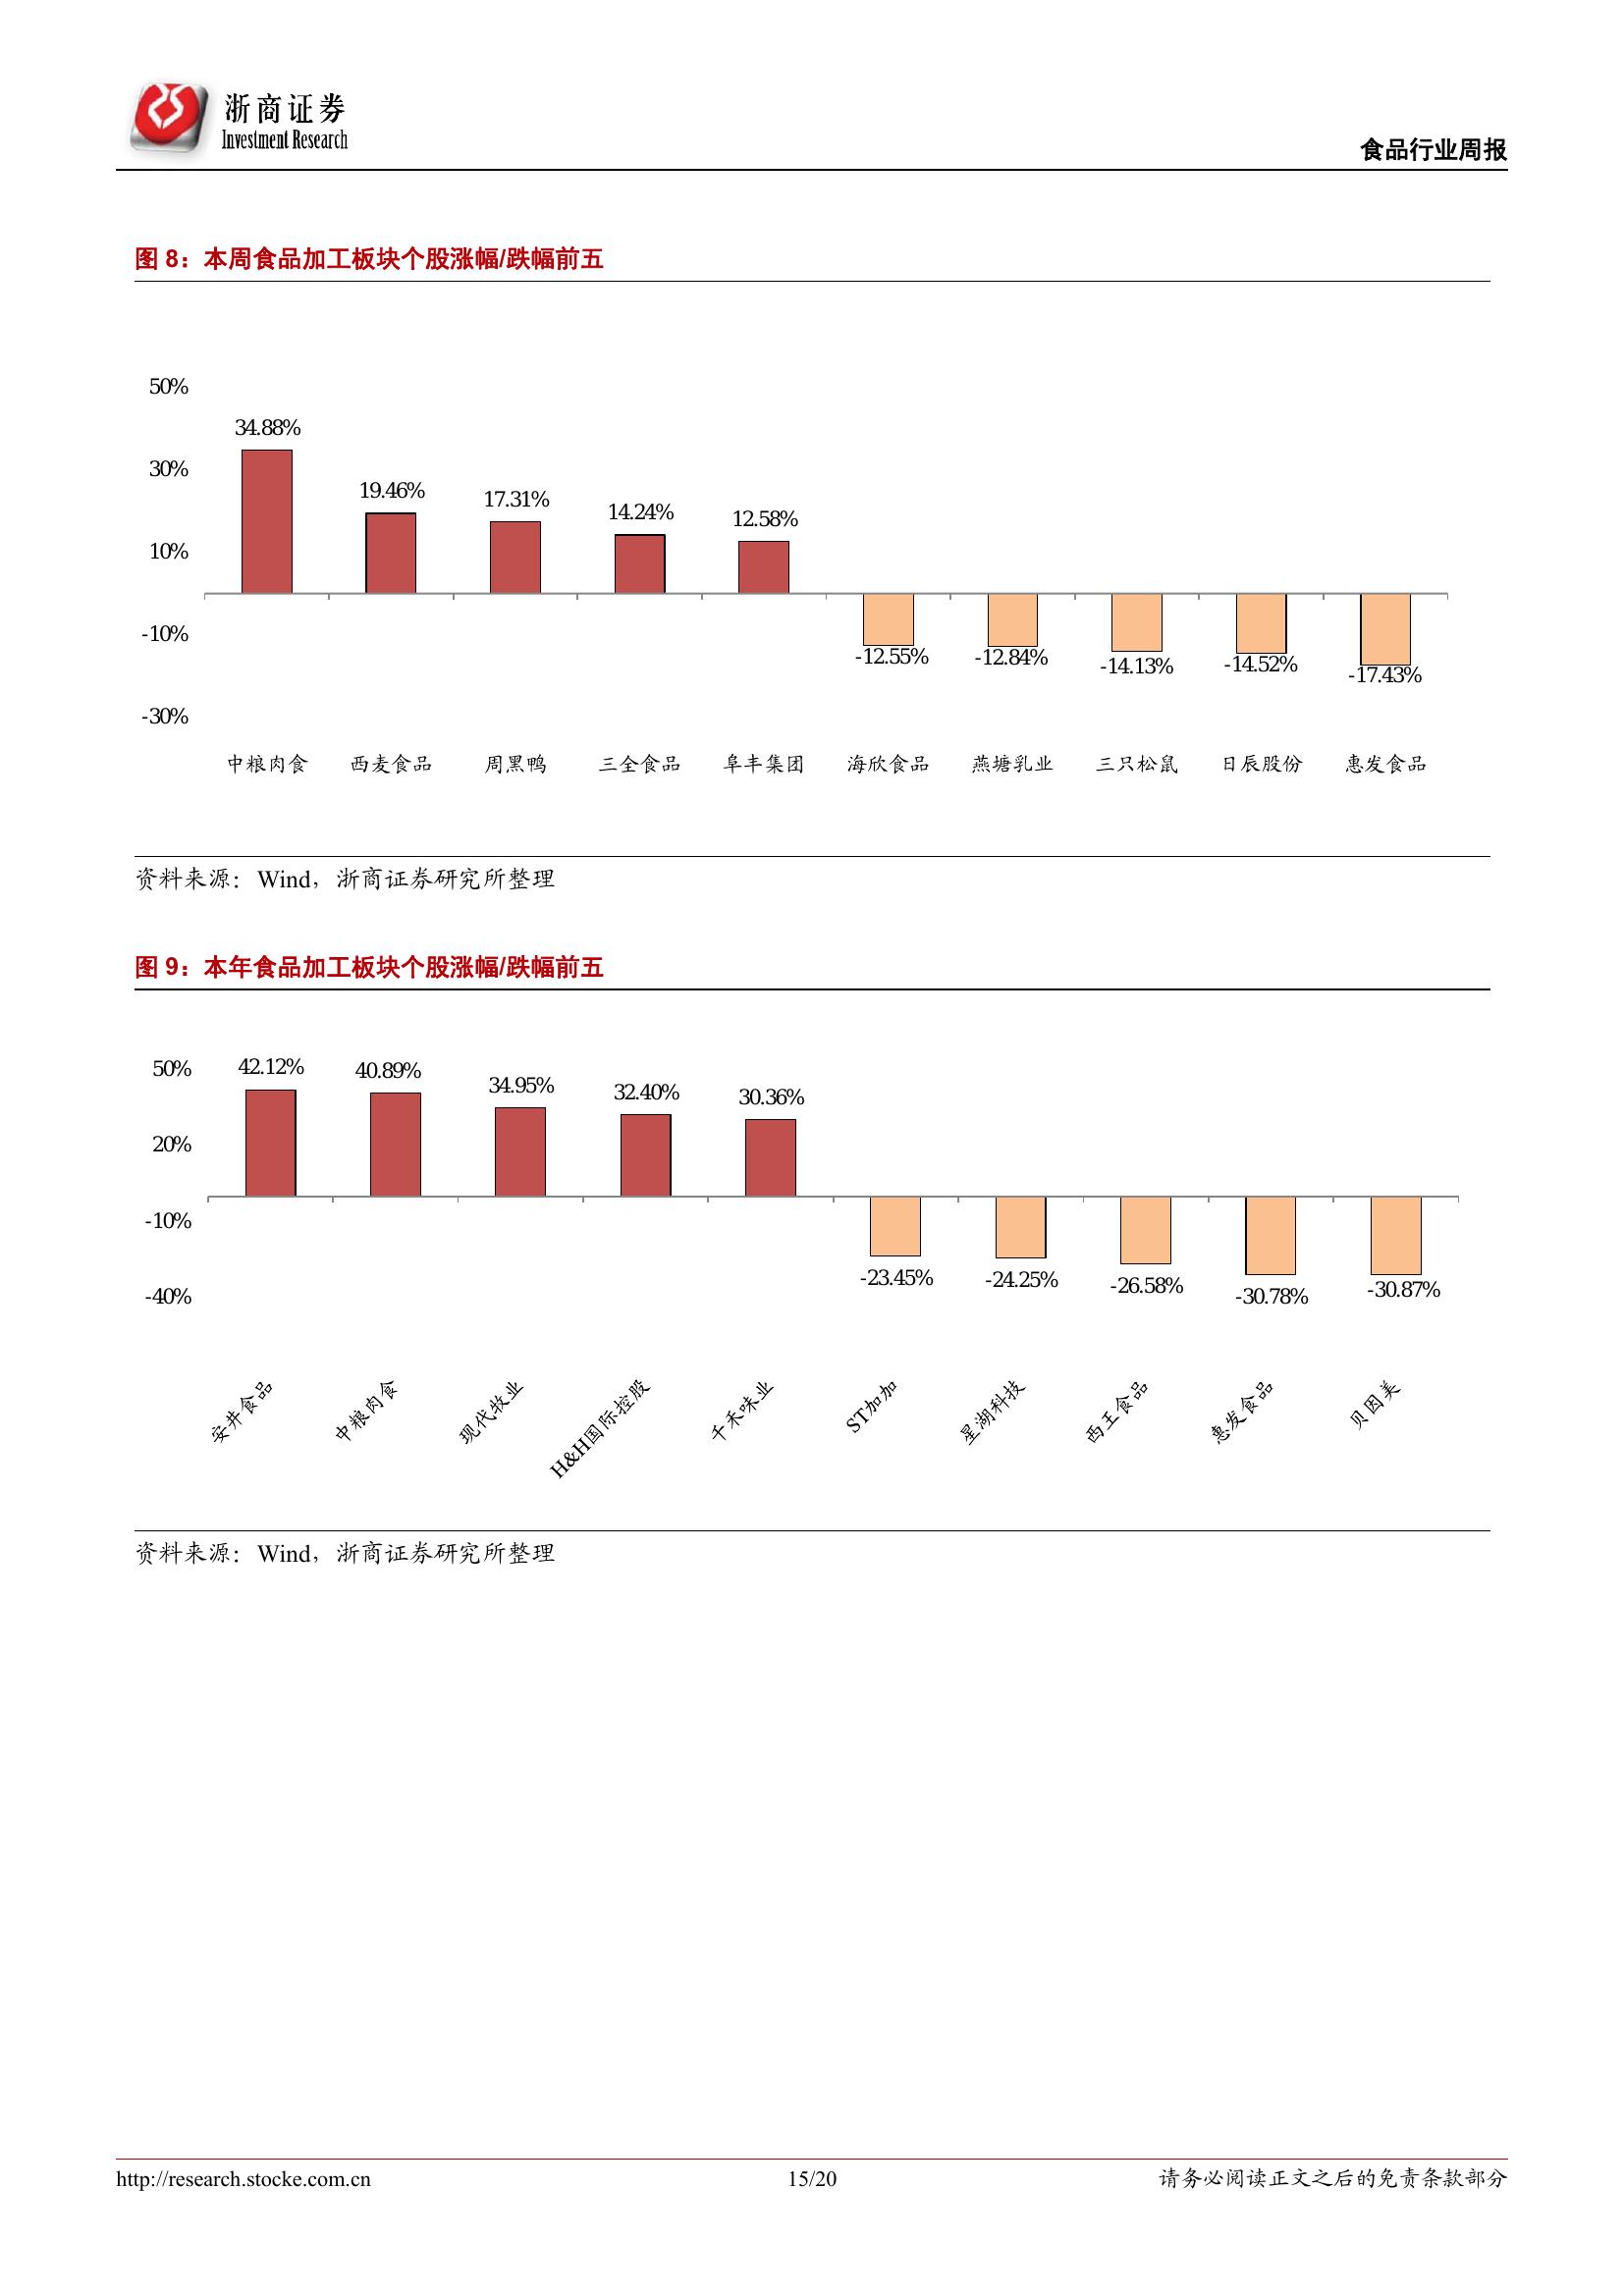 浙商证券
Investment Research
食品行业周报
图 8：本周食品加工板块个股涨幅/跌幅前五
50%
30%
10%
-10%
-30%
34.88%
19.46%
17.31%
14.24%
12.58%
-12.55%
-12.84%
-14.13%
-14.52%
-17.43%
中粮肉食
西麦食品
周黑鸭
三全食品
阜丰集团
海欣食品
燕塘乳业
三只松鼠
日辰股份
惠发食品
资料来源：Wind，浙商证券研究所整理
图 9：本年食品加工板块个股涨幅/跌幅前五
50%
20%
-10%
-40%
42.12%
40.89%
34.95%
32.40%
30.36%
-23.45%
-24.25%
-26.58%
-30.78%
-30.87%
安井食品
中粮肉食
现代牧业
H&H国际控股
千禾味业
ST加加
星湖科技
西王食品
惠发食品
贝因美
资料来源：Wind，浙商证券研究所整理
http://research.stocke.com.cn
15/20
请务必阅读正文之后的免责条款部分